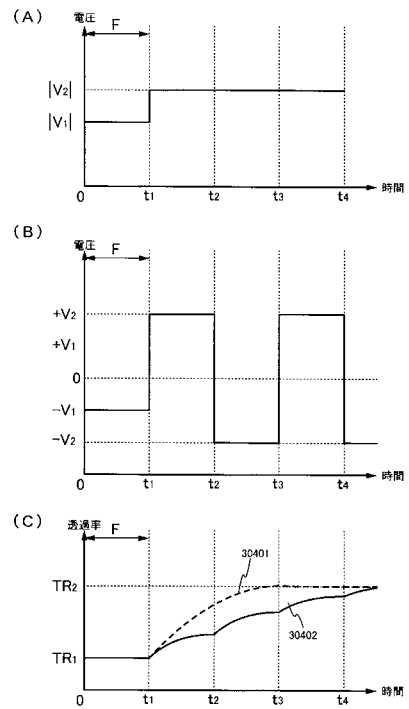 (A)
電圧
F
|V2|
|V1|
0
t1
t2
t3
t4
時間
(B)
電圧
F
+V2
+V1
0
−V1
−V2
0
t1
t2
t3
t4
時間
(C)
透過率
F
30401
TR2
30402
TR1
0
t1
t2
t3
t4
時間